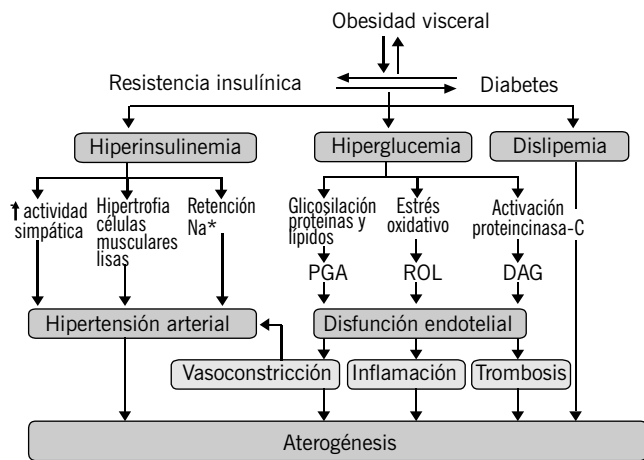 Obesidad visceral
Resistencia insulínica
Diabetes
Hiperinsulinemia
Hiperglucemia
Dislipemia
↑ actividad
simpática
Hipertrofia
células
musculares
lisas
Retención
Na*
Glicosilación
proteínas y
lípidos
Estrés
oxidativo
Activación
proteincinasa-C
PGA
ROL
DAG
Hipertensión arterial
Disfunción endotelial
Vasoconstricción
Inflamación
Trombosis
Aterogénesis